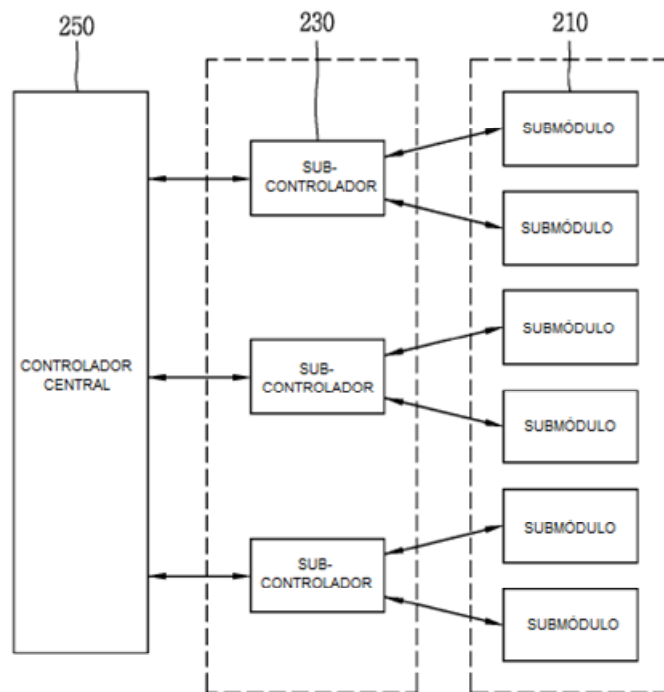 250
230
210
CONTROLADOR
CENTRAL
SUB-
CONTROLADOR
SUB-
CONTROLADOR
SUB-
CONTROLADOR
SUBMÓDULO
SUBMÓDULO
SUBMÓDULO
SUBMÓDULO
SUBMÓDULO
SUBMÓDULO